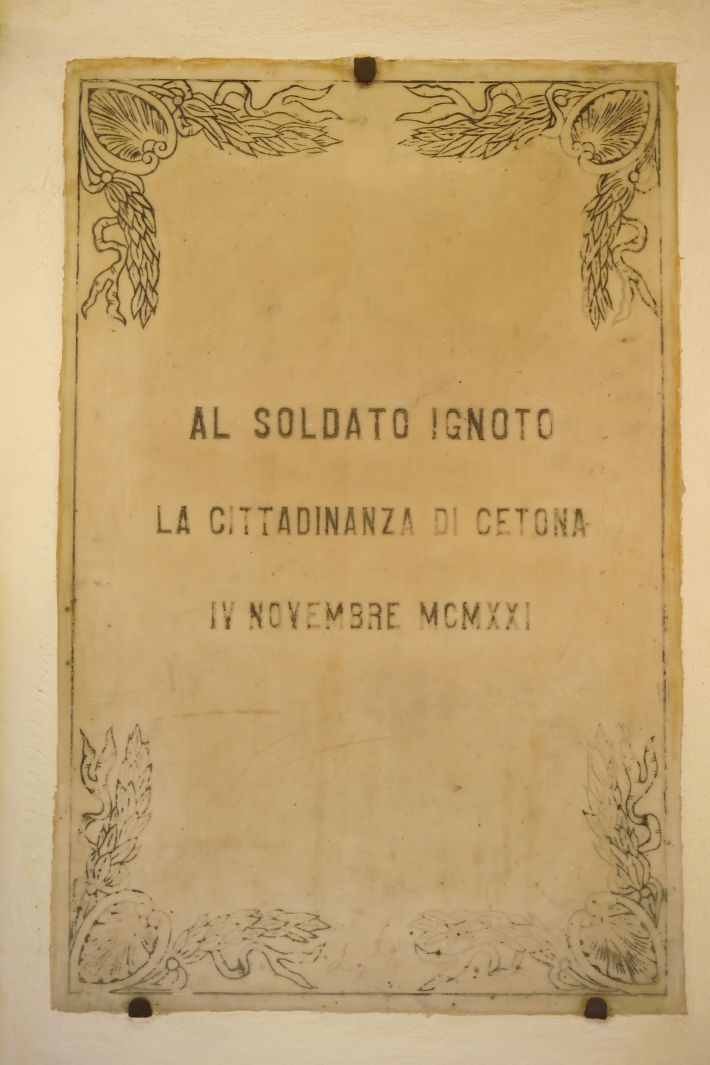 AL SOLDATO IGNOTO
LA CITTADINANZA DI CETONA
IV NOVEMBRE MCMXXI